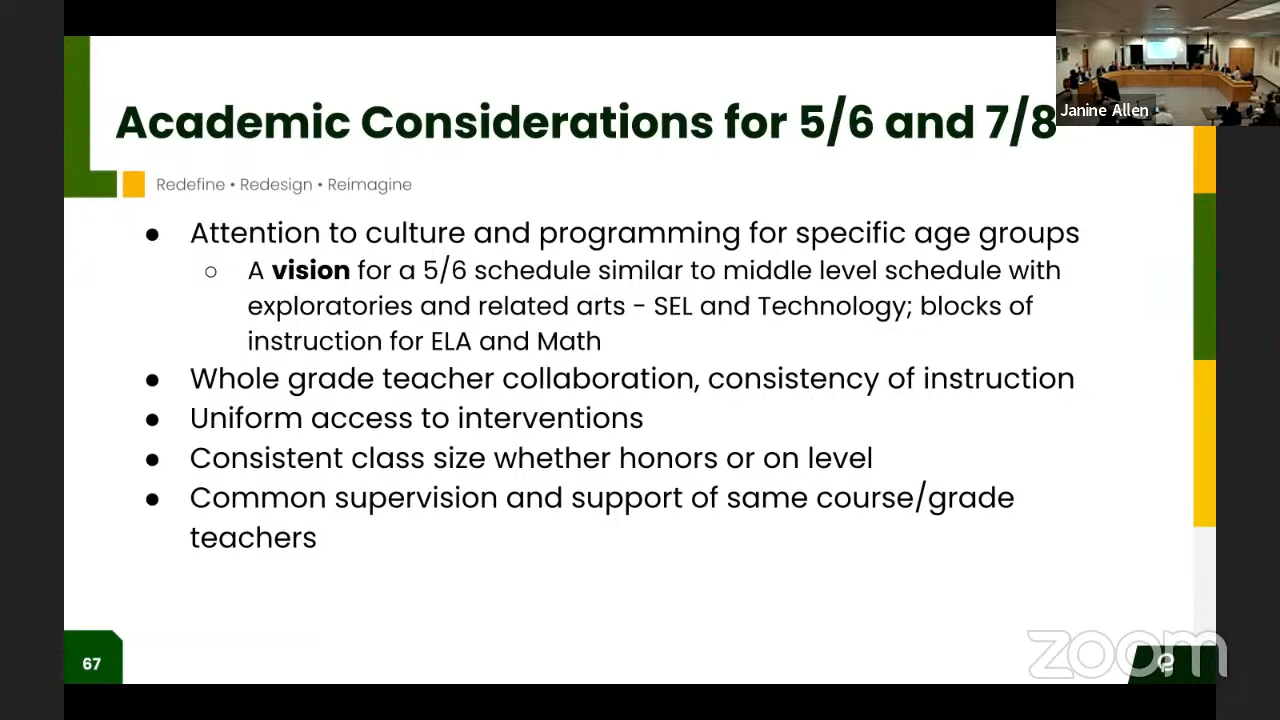 Academic Considerations for 5/6 and 7/8
Janine Allen
Redefine • Redesign • Reimagine
● Attention to culture and programming for specific age groups
○ A vision for a 5/6 schedule similar to middle level schedule with
exploratories and related arts - SEL and Technology; blocks of
instruction for ELA and Math
● Whole grade teacher collaboration, consistency of instruction
● Uniform access to interventions
● Consistent class size whether honors or on level
● Common supervision and support of same course/grade
teachers
67
zoom